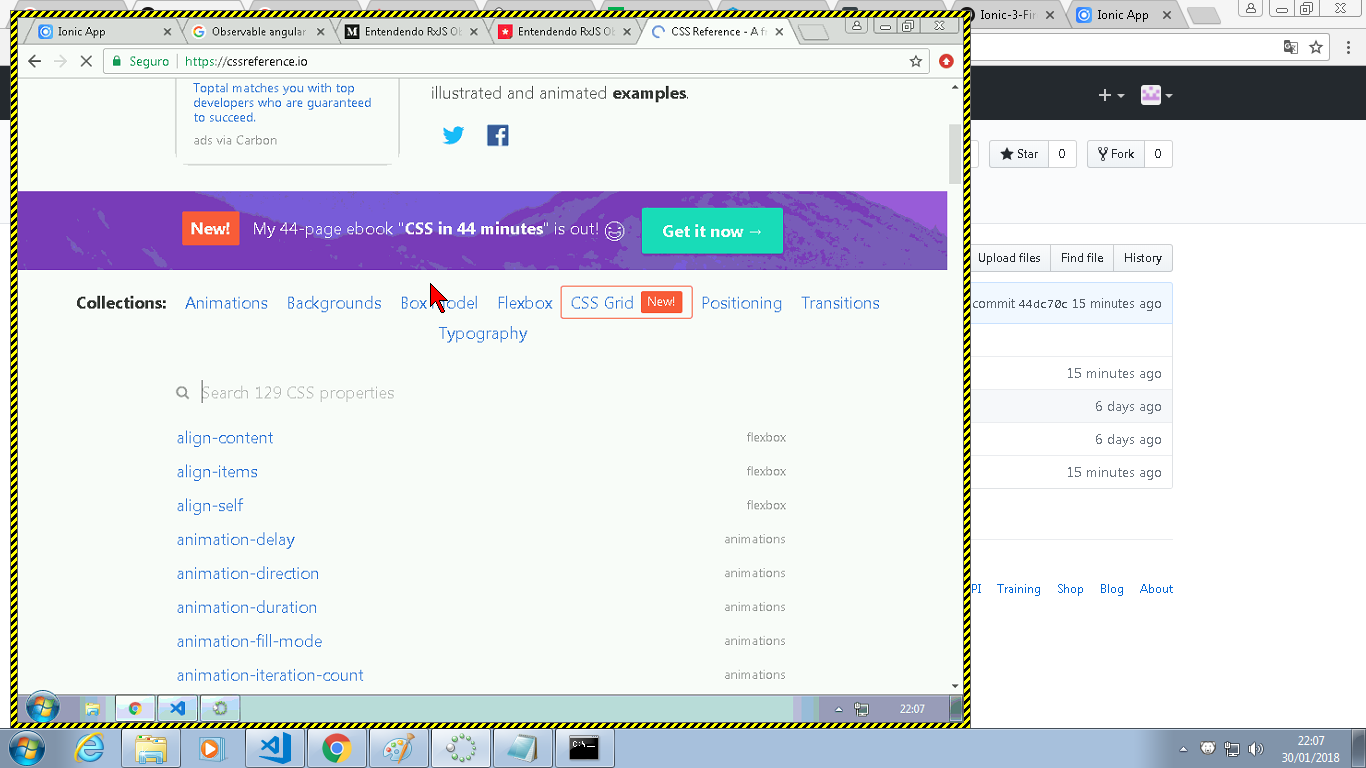 Ionic App
Observable angular
Entendendo RxJS Ob
Entendendo RxJS Ob
CSS Reference - A fr
Ionic-3-Fir
Ionic App
Seguro
https://cssreference.io
Toptal matches you with top
developers who are guaranteed
to succeed.
ads via Carbon
illustrated and animated examples.
Star 0
Fork 0
New! My 44-page ebook "CSS in 44 minutes" is out!
Get it now →
Upload files Find file History
Collections: Animations Backgrounds Box Model Flexbox CSS Grid New! Positioning Transitions
Typography
commit 44dc70c 15 minutes ago
15 minutes ago
6 days ago
6 days ago
15 minutes ago
Search 129 CSS properties
align-content flexbox
align-items flexbox
align-self flexbox
animation-delay animations
animation-direction animations
animation-duration animations
animation-fill-mode animations
animation-iteration-count animations
PI Training Shop Blog About
22:07
22:07
30/01/2018